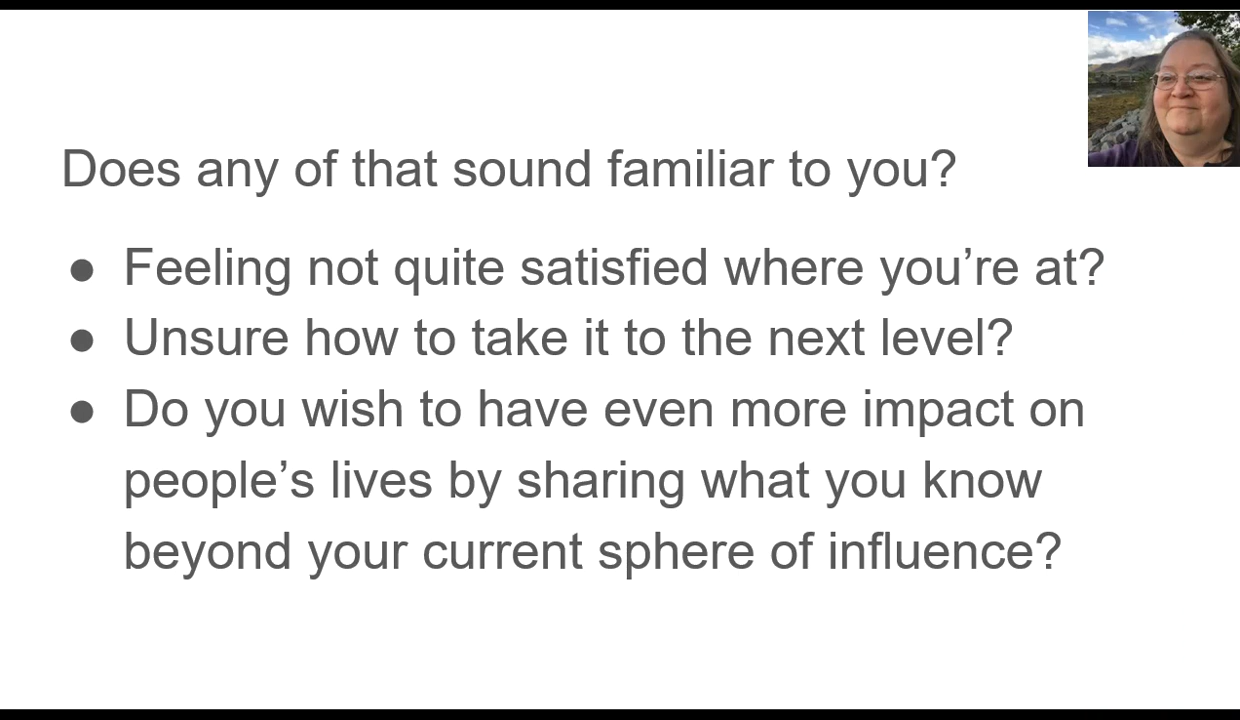 Does any of that sound familiar to you?
● Feeling not quite satisfied where you’re at?
● Unsure how to take it to the next level?
● Do you wish to have even more impact on
people’s lives by sharing what you know
beyond your current sphere of influence?